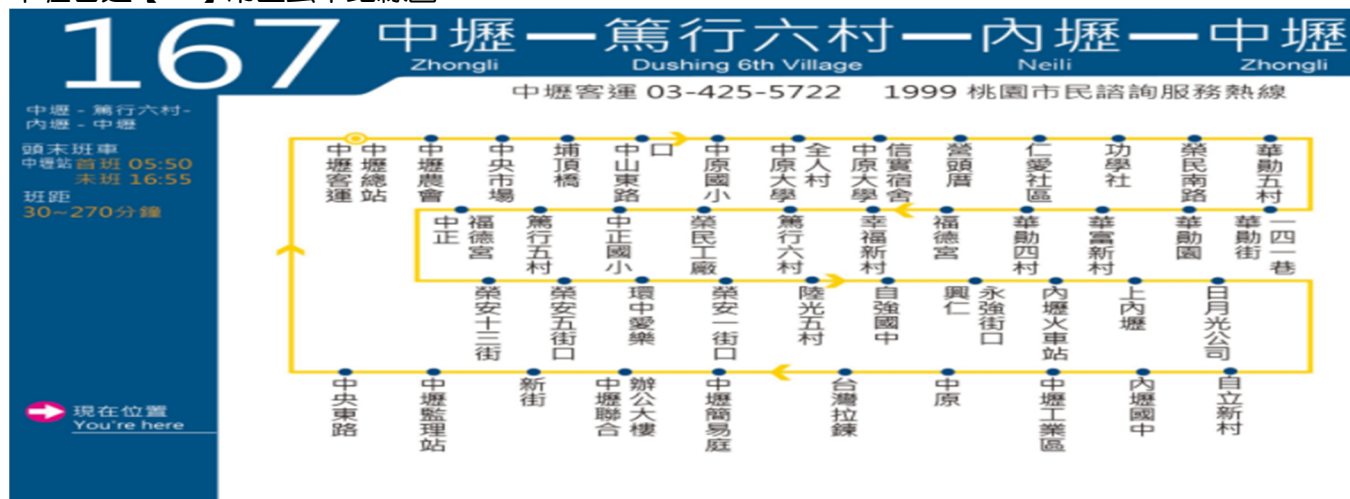 167
中壢一篤行六村一內壢一中壢
Zhongli Dushing 6th Village Neili Zhongli
中壢客運 03-425-5722 1999 桃園市民諮詢服務熱線
中壢 - 篤行六村-
內壢 - 中壢
頭末班車
中壢站 首班 05:50
末班 16:55
班距
30~270分鐘
現在位置
You're here
中壢客運中壢總站
中壢農會
中央市場
埔頂橋
中山東路口
中原國小
中原大學全人村
中原大學信實宿舍
營頭厝
仁愛社區
功學社
榮民南路
華勛五村
華勛街一四一巷
華勛園
華富新村
華勛四村
福德宮
幸福新村
篤行六村
榮民工廠
中正國小
篤行五村
中正福德宮
榮安十三街
榮安五街口
環中愛樂
榮安一街口
陸光五村
自強國中
興仁永強街口
內壢火車站
上內壢
日月光公司
自立新村
內壢國中
中壢工業區
中原
台灣拉鍊
中壢簡易庭
中壢聯合辦公大樓
新街
中壢監理站
中央東路